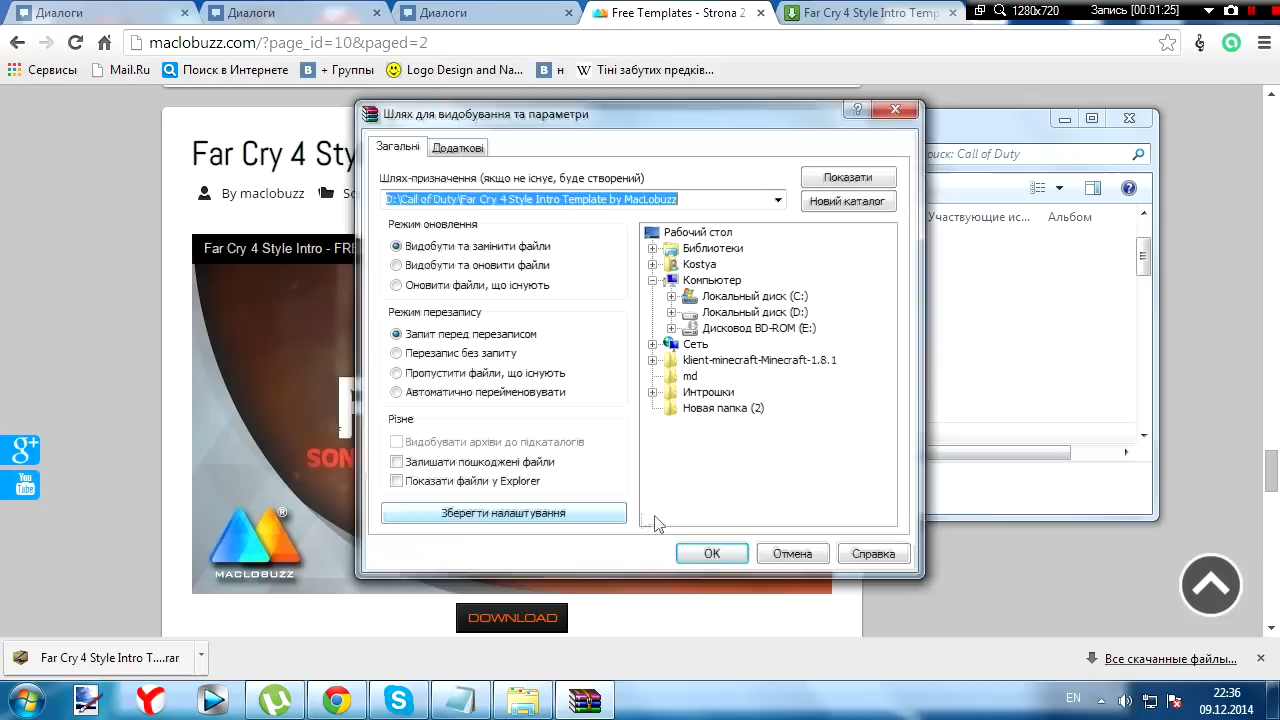 Диалоги
Диалоги
Диалоги
Free Templates - Strona 2
Far Cry 4 Style Intro Temp
1280x720
Запись [00:01:25]
maclobuzz.com/?page_id=10&paged=2
Сервисы
Mail.Ru
Поиск в Интернете
+ Группы
Logo Design and Na...
н
Тіні забутих предків...
Far Cry 4 Sty
By maclobuzz
Far Cry 4 Style Intro - FRE
SON
MACLOBUZZ
®
DOWNLOAD
g+
You
Tube
Шлях для видобування та параметри
Загальні
Додаткові
Шлях-призначення (якщо не існує, буде створений)
D:\Call of Duty\Far Cry 4 Style Intro Template by MacLobuzz
Показати
Новий каталог
Режим оновлення
Видобути та замінити файли
Видобути та оновити файли
Оновити файли, що існують
Режим перезапису
Запит перед перезаписом
Перезапис без запиту
Пропустити файли, що існують
Автоматично перейменовувати
Різне
Видобувати архіви до підкаталогів
Залишати пошкоджені файли
Показати файли у Explorer
Зберегти налаштування
Рабочий стол
Библиотеки
Kostya
Компьютер
Локальный диск (C:)
Локальный диск (D:)
Дисковод BD-ROM (E:)
Сеть
klient-minecraft-Minecraft-1.8.1
md
Интрошки
Новая папка (2)
OK
Отмена
Справка
оиск: Call of Duty
Участвующие ис...
Альбом
Far Cry 4 Style Intro T....rar
Все скачанные файлы...
EN
22:36
09.12.2014